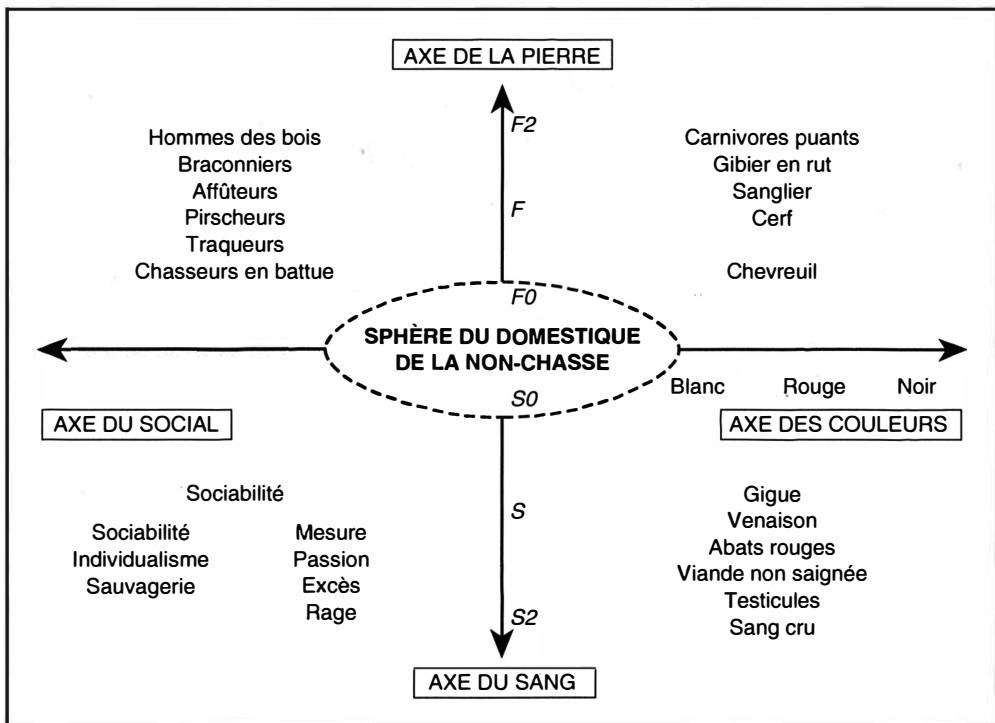 AXE DE LA PIERRE
F2
Hommes des bois
Braconniers
Affûteurs
Pirscheurs
Traqueurs
Chasseurs en battue
F
Carnivores puants
Gibier en rut
Sanglier
Cerf
Chevreuil
F0
SPHÈRE DU DOMESTIQUE
DE LA NON-CHASSE
S0
Blanc Rouge Noir
AXE DU SOCIAL
AXE DES COULEURS
Sociabilité
Sociabilité Mesure
Individualisme Passion
Sauvagerie Excès
Rage
S
S2
Gigue
Venaison
Abats rouges
Viande non saignée
Testicules
Sang cru
AXE DU SANG